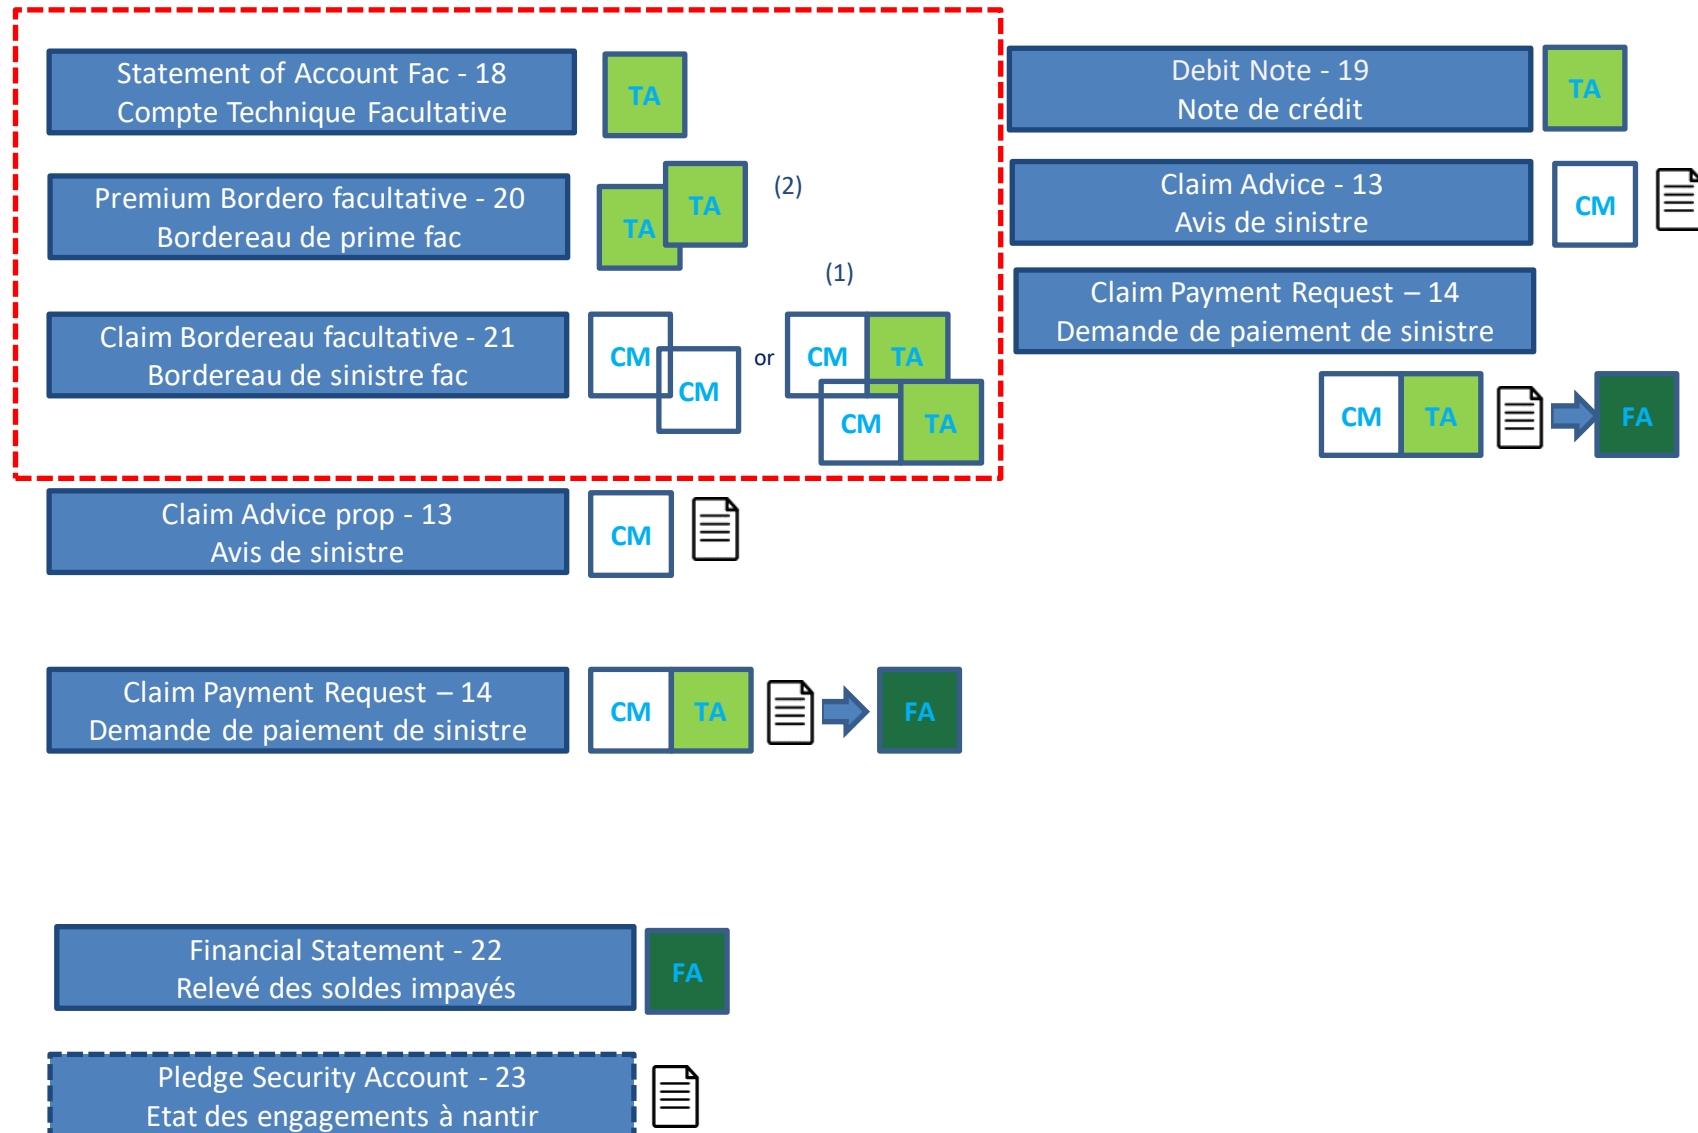 Statement of Account Fac - 18
Compte Technique Facultative
TA
Premium Bordero facultative - 20
Bordereau de prime fac
TA
TA
(2)
(1)
Claim Bordereau facultative - 21
Bordereau de sinistre fac
CM
CM
or
CM
TA
CM
TA
Claim Advice prop - 13
Avis de sinistre
CM
Claim Payment Request – 14
Demande de paiement de sinistre
CM
TA
FA
Financial Statement - 22
Relevé des soldes impayés
FA
Pledge Security Account - 23
Etat des engagements à nantir
Debit Note - 19
Note de crédit
TA
Claim Advice - 13
Avis de sinistre
CM
Claim Payment Request – 14
Demande de paiement de sinistre
CM
TA
FA